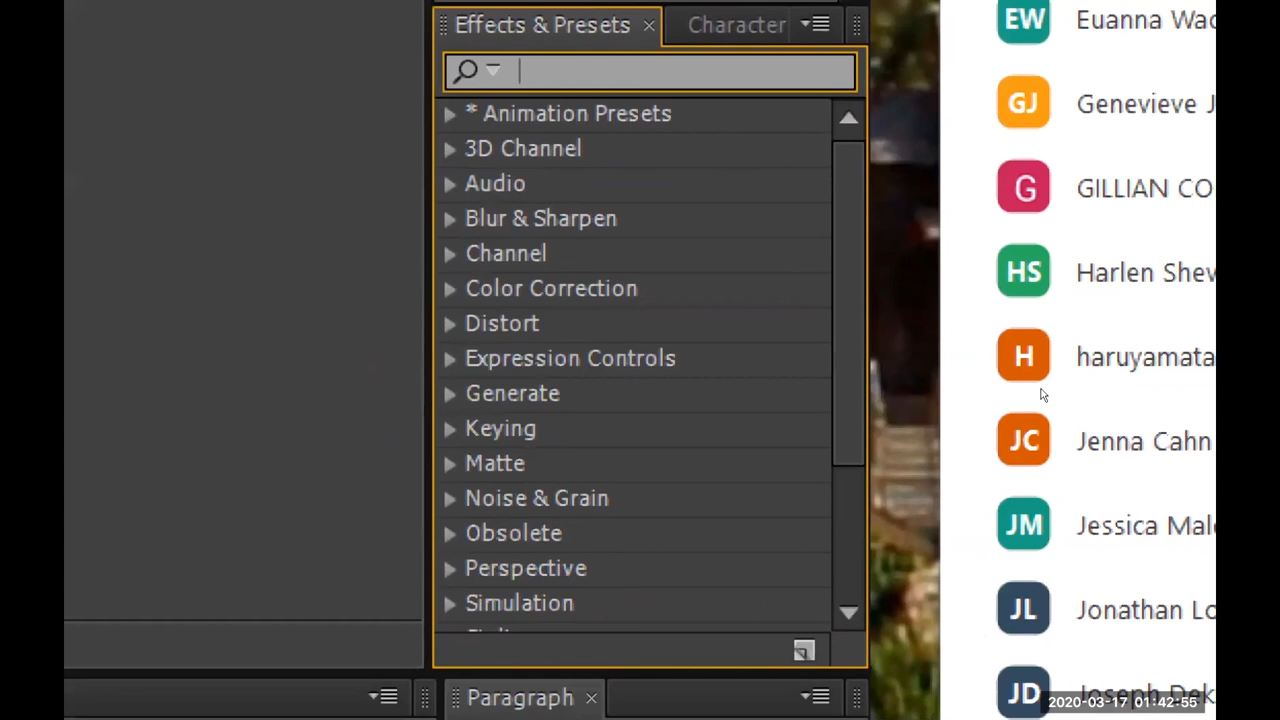 Effects & Presets ×
Character
* Animation Presets
3D Channel
Audio
Blur & Sharpen
Channel
Color Correction
Distort
Expression Controls
Generate
Keying
Matte
Noise & Grain
Obsolete
Perspective
Simulation
Paragraph ×
EW Euanna
GJ Genevieve J
G GILLIAN CO
HS Harlen Shev
H haruyamata
JC Jenna Cahn
JM Jessica
JL Jonathan Lo
JD Joseph
2020-03-17 01:42:55